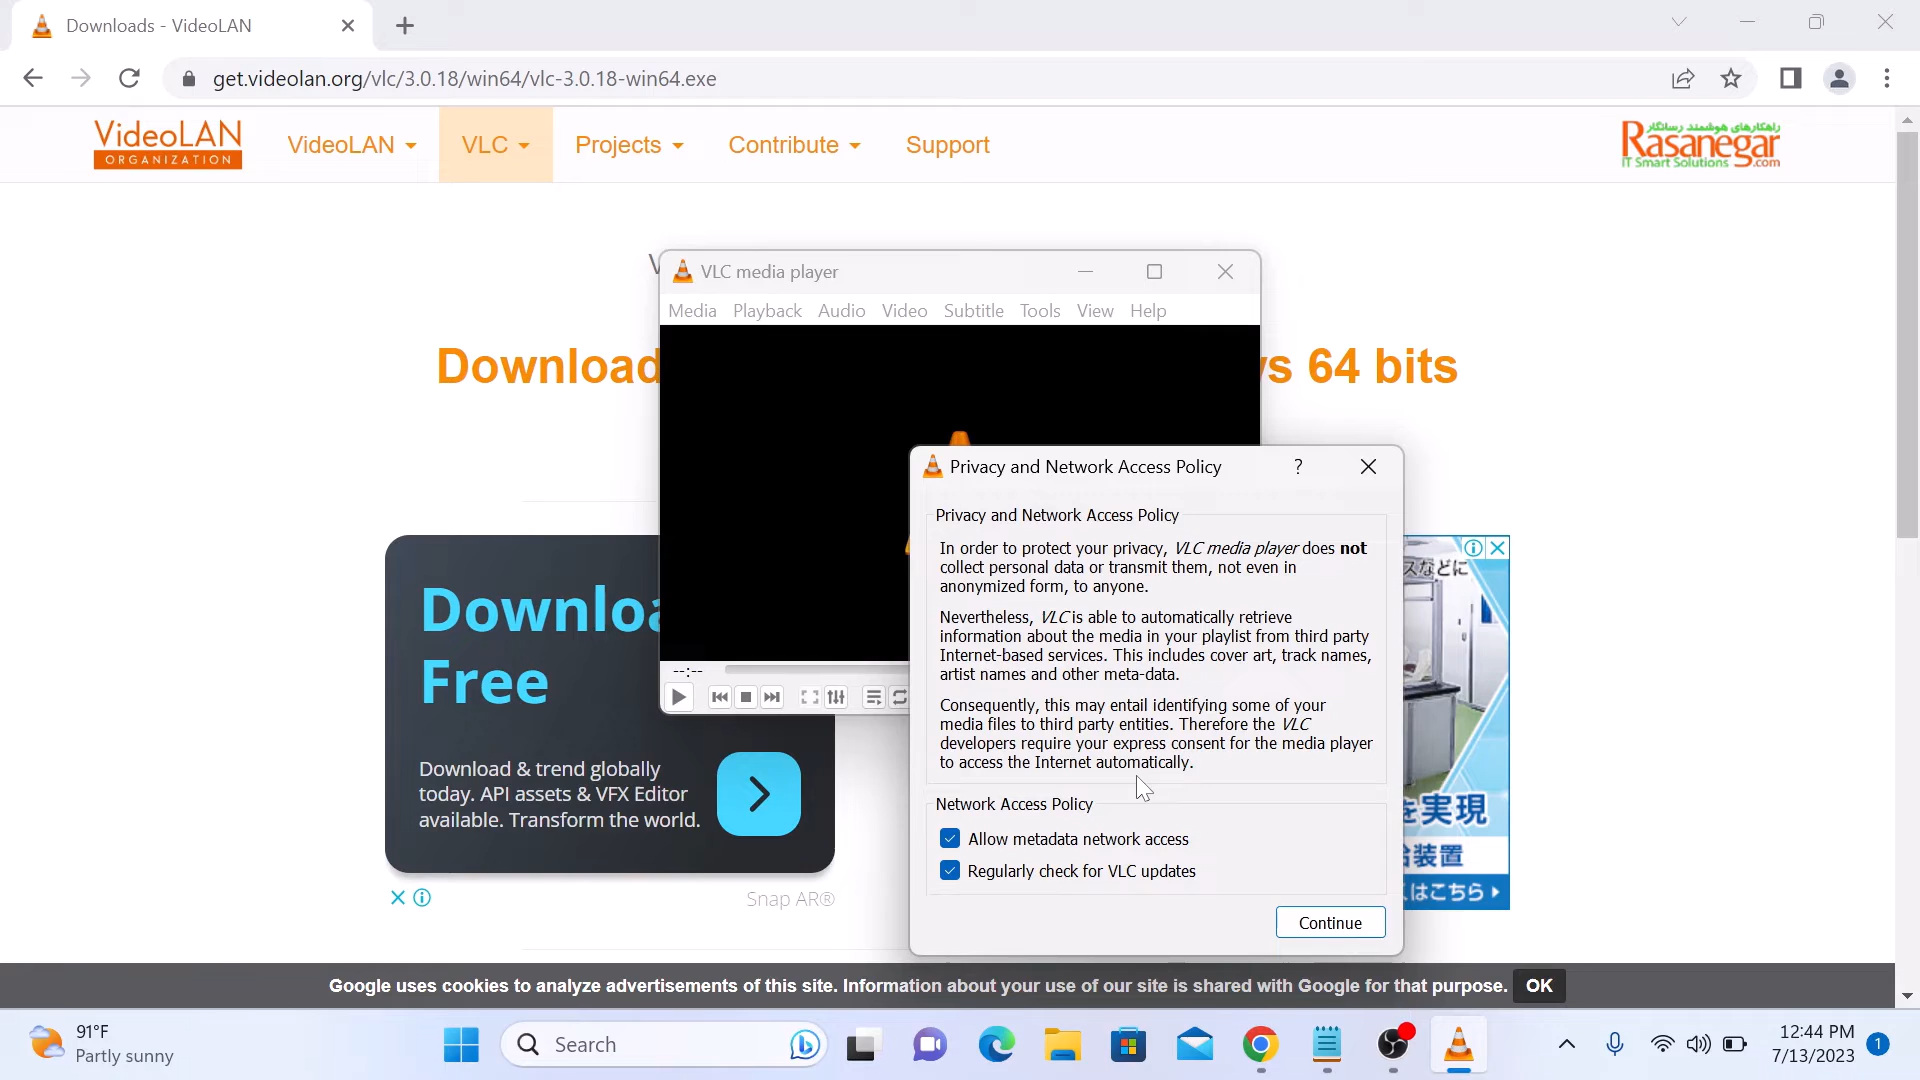 Downloads - VideoLAN
get.videolan.org/vlc/3.0.18/win64/vlc-3.0.18-win64.exe
VideoLAN
ORGANIZATION
VideoLAN
VLC
Projects
Contribute
Support
راهکارهای هوشمند رسانگار
Rasanegar
IT Smart Solutions .com
V
VLC media player
Media Playback Audio Video Subtitle Tools View Help
Download
s 64 bits
Privacy and Network Access Policy
?
Privacy and Network Access Policy
In order to protect your privacy, VLC media player does not
collect personal data or transmit them, not even in
anonymized form, to anyone.
Nevertheless, VLC is able to automatically retrieve
information about the media in your playlist from third party
Internet-based services. This includes cover art, track names,
artist names and other meta-data.
Consequently, this may entail identifying some of your
media files to third party entities. Therefore the VLC
developers require your express consent for the media player
to access the Internet automatically.
Network Access Policy
Allow metadata network access
Regularly check for VLC updates
Continue
--:--
Downloa
Free
Download & trend globally
today. API assets & VFX Editor
available. Transform the world.
Snap AR®
スなどに
を実現
給装置
はこちら
Google uses cookies to analyze advertisements of this site. Information about your use of our site is shared with Google for that purpose. OK
91°F
Partly sunny
Search
12:44 PM
7/13/2023
1